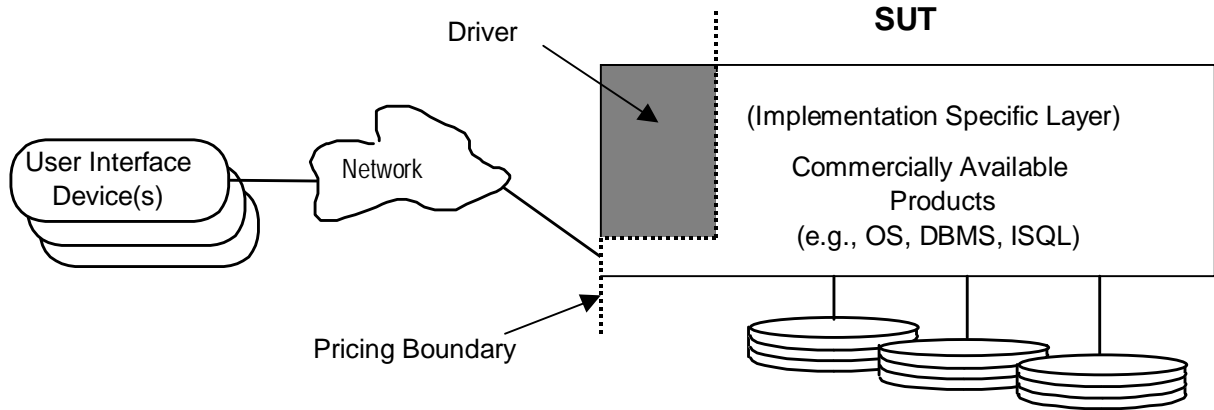 SUT
Driver
(Implementation Specific Layer)
User Interface
Device(s)
Network
Commercially Available
Products
(e.g., OS, DBMS, ISQL)
Pricing Boundary